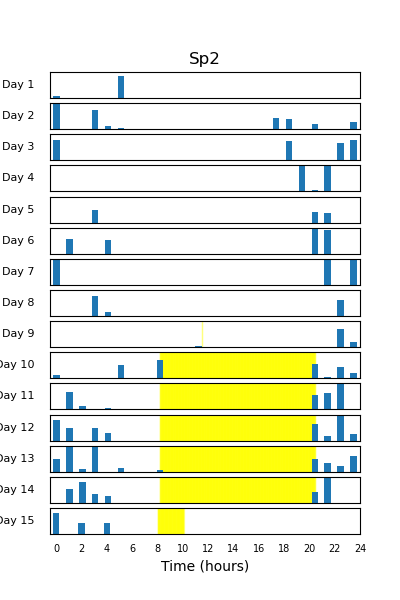 Sp2
Day 1
Day 2
Day 3
Day 4
Day 5
Day 6
Day 7
Day 8
Day 9
Day 10
Day 11
Day 12
Day 13
Day 14
Day 15
0 2 4 6 8 10 12 14 16 18 20 22 24
Time (hours)